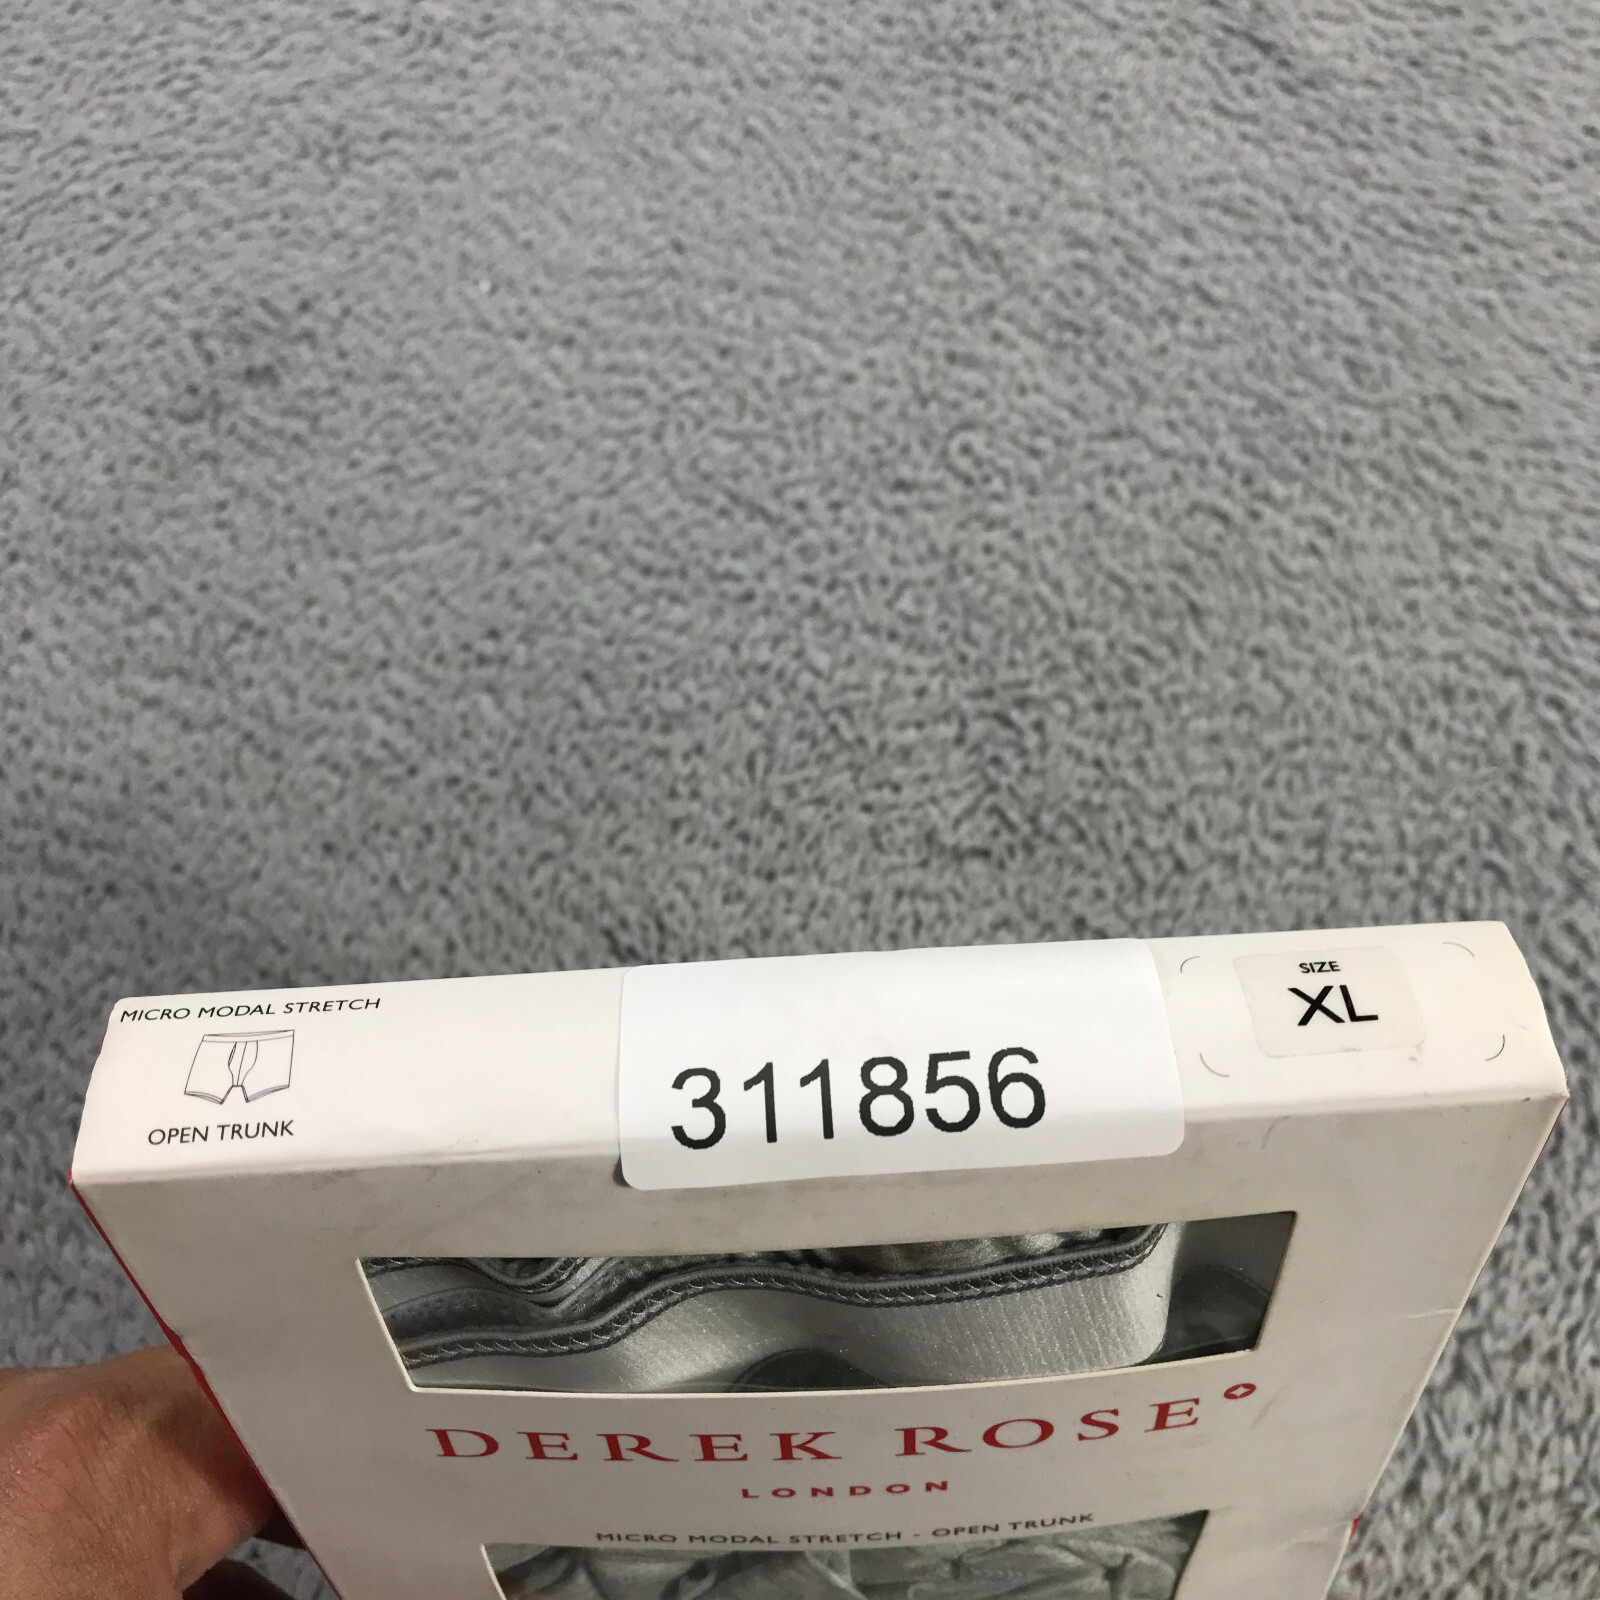 MICRO MODAL STRETCH
OPEN TRUNK
311856
SIZE
XL
DEREK ROSE
LONDON
MICRO MODAL STRETCH - OPEN TRUNK